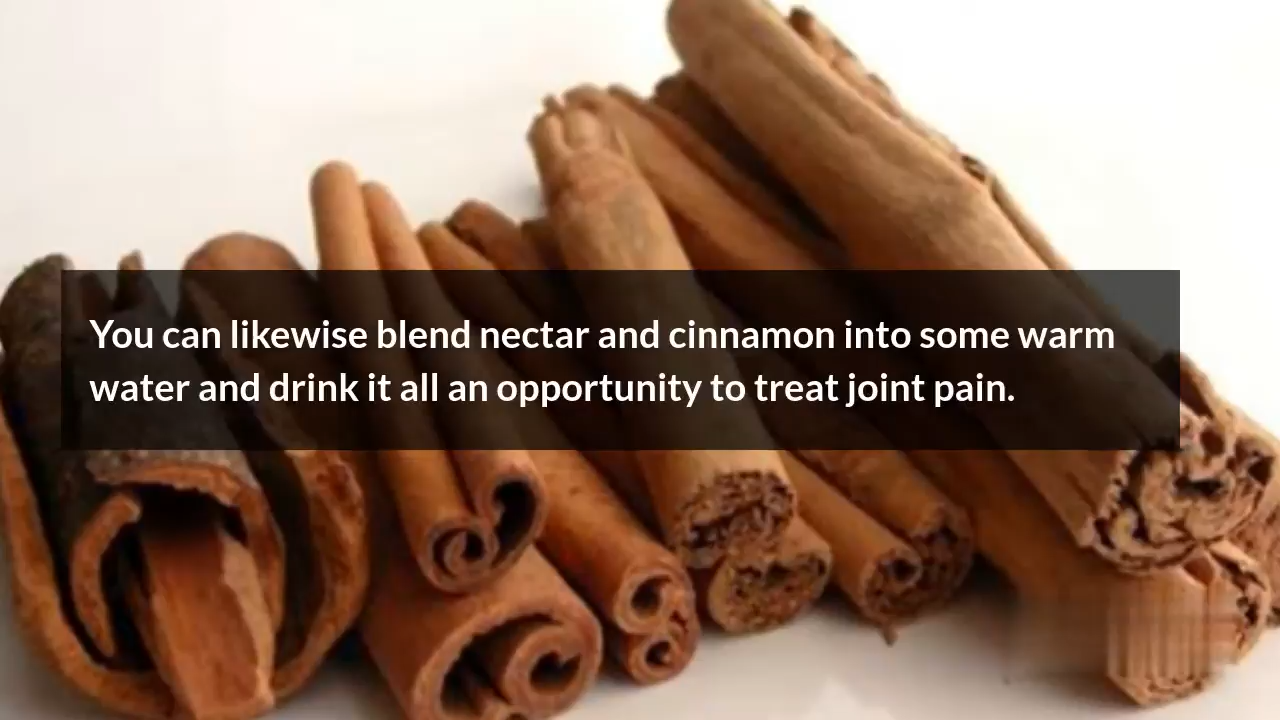 You can likewise blend nectar and cinnamon into some warm
water and drink it all an opportunity to treat joint pain.